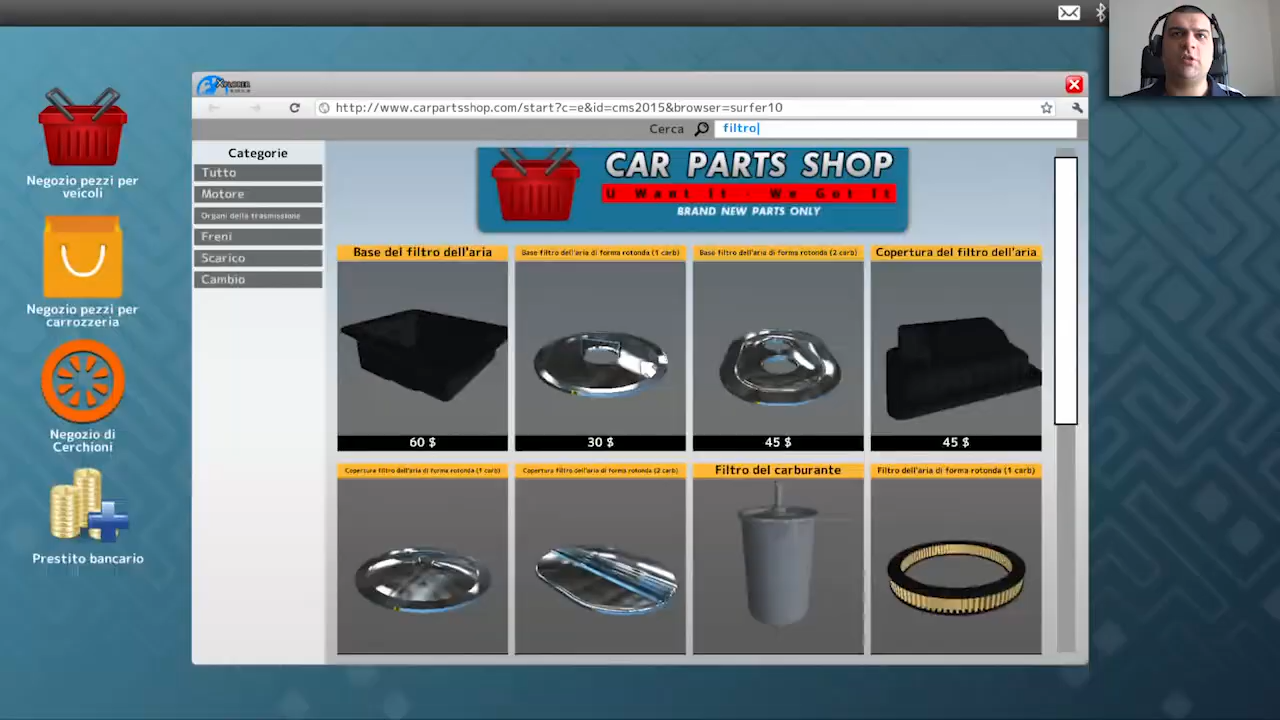 Negozio pezzi per
veicoli
Negozio pezzi per
carrozzeria
Negozio di
Cerchioni
Prestito bancario
http://www.carpartsshop.com/start?c=e&id=cms2015&browser=surfer10
Cerca
filtro
Categorie
Tutto
Motore
Organi della trasmissione
Freni
Scarico
Cambio
CAR PARTS SHOP
U Want It - We Got It
BRAND NEW PARTS ONLY
Base del filtro dell'aria
60 $
Base filtro dell'aria di forma rotonda (1 carb)
30 $
Base filtro dell'aria di forma rotonda (2 carb)
45 $
Copertura del filtro dell'aria
45 $
Copertura filtro dell'aria di forma rotonda (1 carb)
Copertura filtro dell'aria di forma rotonda (2 carb)
Filtro del carburante
Filtro dell'aria di forma rotonda (1 carb)